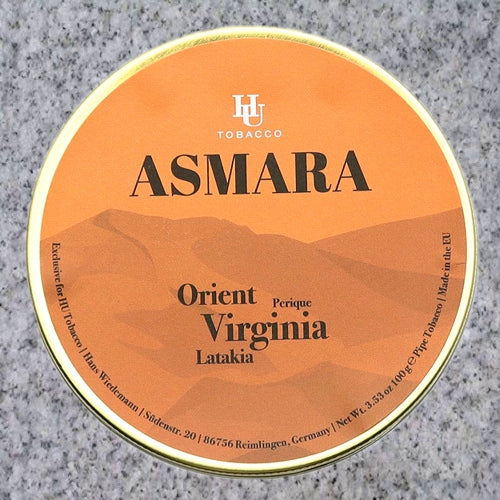 HU
TOBACCO
ASMARA
Orient Perique
Virginia
Latakia
Exclusive for HU Tobacco | Hans Wiedemann / Südenstr. 20 | 86756 Reimlingen, Germany | Net Wt. 3.53 oz 100 g ℮ Pipe Tobacco | Made in the EU